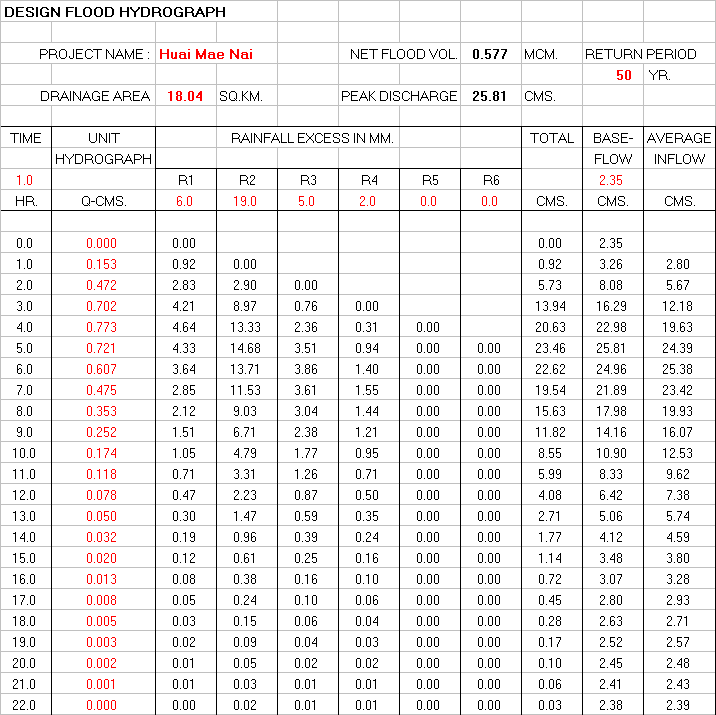 DESIGN FLOOD HYDROGRAPH
PROJECT NAME : Huai Mae Nai NET FLOOD VOL. 0.577 MCM. RETURN PERIOD
50 YR.
DRAINAGE AREA 18.04 SQ.KM. PEAK DISCHARGE 25.81 CMS.
TIME UNIT RAINFALL EXCESS IN MM. TOTAL BASE- AVERAGE
HYDROGRAPH FLOW INFLOW
1.0 R1 R2 R3 R4 R5 R6 2.35
HR. Q-CMS. 6.0 19.0 5.0 2.0 0.0 0.0 CMS. CMS. CMS.
0.0 0.000 0.00 0.00 2.35
1.0 0.153 0.92 0.00 0.92 3.26 2.80
2.0 0.472 2.83 2.90 0.00 5.73 8.08 5.67
3.0 0.702 4.21 8.97 0.76 0.00 13.94 16.29 12.18
4.0 0.773 4.64 13.33 2.36 0.31 0.00 20.63 22.98 19.63
5.0 0.721 4.33 14.68 3.51 0.94 0.00 0.00 23.46 25.81 24.39
6.0 0.607 3.64 13.71 3.86 1.40 0.00 0.00 22.62 24.96 25.38
7.0 0.475 2.85 11.53 3.61 1.55 0.00 0.00 19.54 21.89 23.42
8.0 0.353 2.12 9.03 3.04 1.44 0.00 0.00 15.63 17.98 19.93
9.0 0.252 1.51 6.71 2.38 1.21 0.00 0.00 11.82 14.16 16.07
10.0 0.174 1.05 4.79 1.77 0.95 0.00 0.00 8.55 10.90 12.53
11.0 0.118 0.71 3.31 1.26 0.71 0.00 0.00 5.99 8.33 9.62
12.0 0.078 0.47 2.23 0.87 0.50 0.00 0.00 4.08 6.42 7.38
13.0 0.050 0.30 1.47 0.59 0.35 0.00 0.00 2.71 5.06 5.74
14.0 0.032 0.19 0.96 0.39 0.24 0.00 0.00 1.77 4.12 4.59
15.0 0.020 0.12 0.61 0.25 0.16 0.00 0.00 1.14 3.48 3.80
16.0 0.013 0.08 0.38 0.16 0.10 0.00 0.00 0.72 3.07 3.28
17.0 0.008 0.05 0.24 0.10 0.06 0.00 0.00 0.45 2.80 2.93
18.0 0.005 0.03 0.15 0.06 0.04 0.00 0.00 0.28 2.63 2.71
19.0 0.003 0.02 0.09 0.04 0.03 0.00 0.00 0.17 2.52 2.57
20.0 0.002 0.01 0.05 0.02 0.02 0.00 0.00 0.10 2.45 2.48
21.0 0.001 0.01 0.03 0.01 0.01 0.00 0.00 0.06 2.41 2.43
22.0 0.000 0.00 0.02 0.01 0.01 0.00 0.00 0.03 2.38 2.39